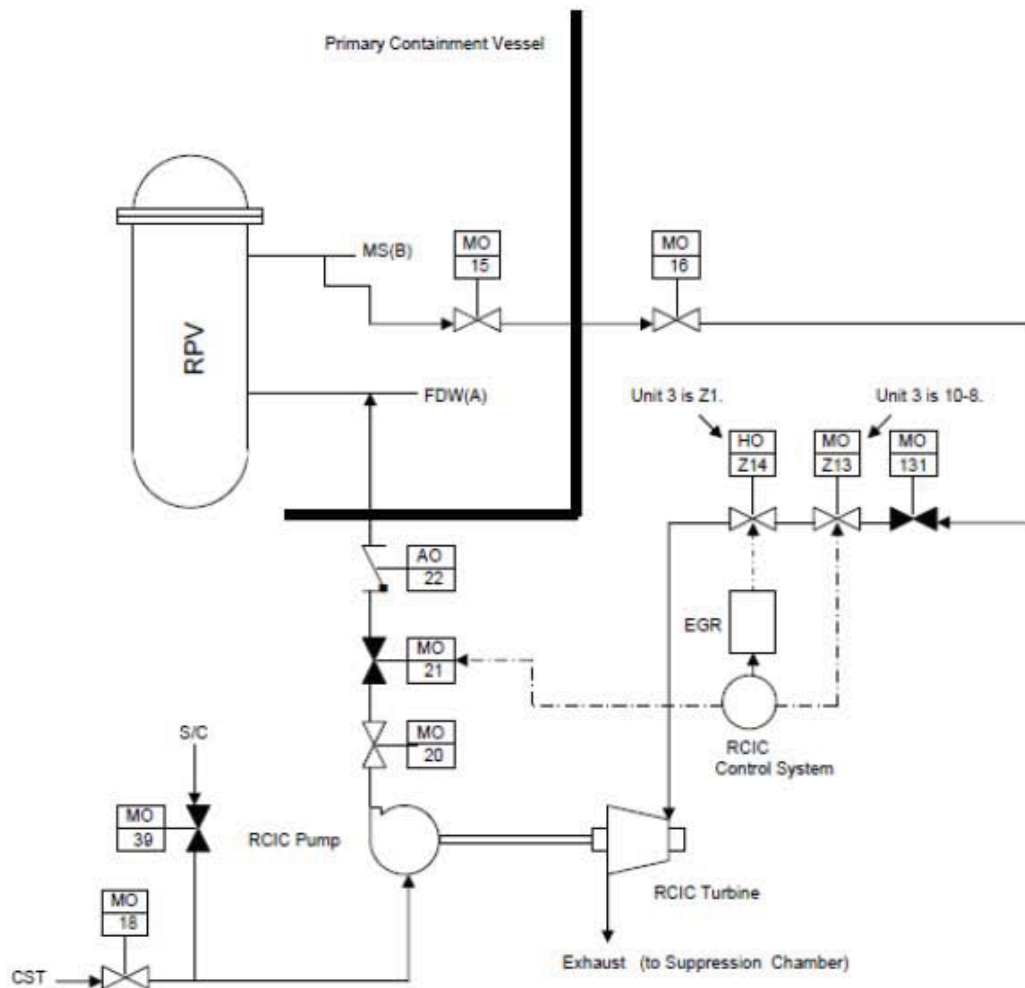 Primary Containment Vessel
MS(B)
MO
15
MO
16
RPV
FDW(A)
Unit 3 is Z1.
Unit 3 is 10-8.
HO
Z14
MO
Z13
MO
131
AO
22
EGR
MO
21
S/C
MO
20
RCIC
Control System
MO
39
RCIC Pump
RCIC Turbine
MO
18
CST
Exhaust (to Suppression Chamber)